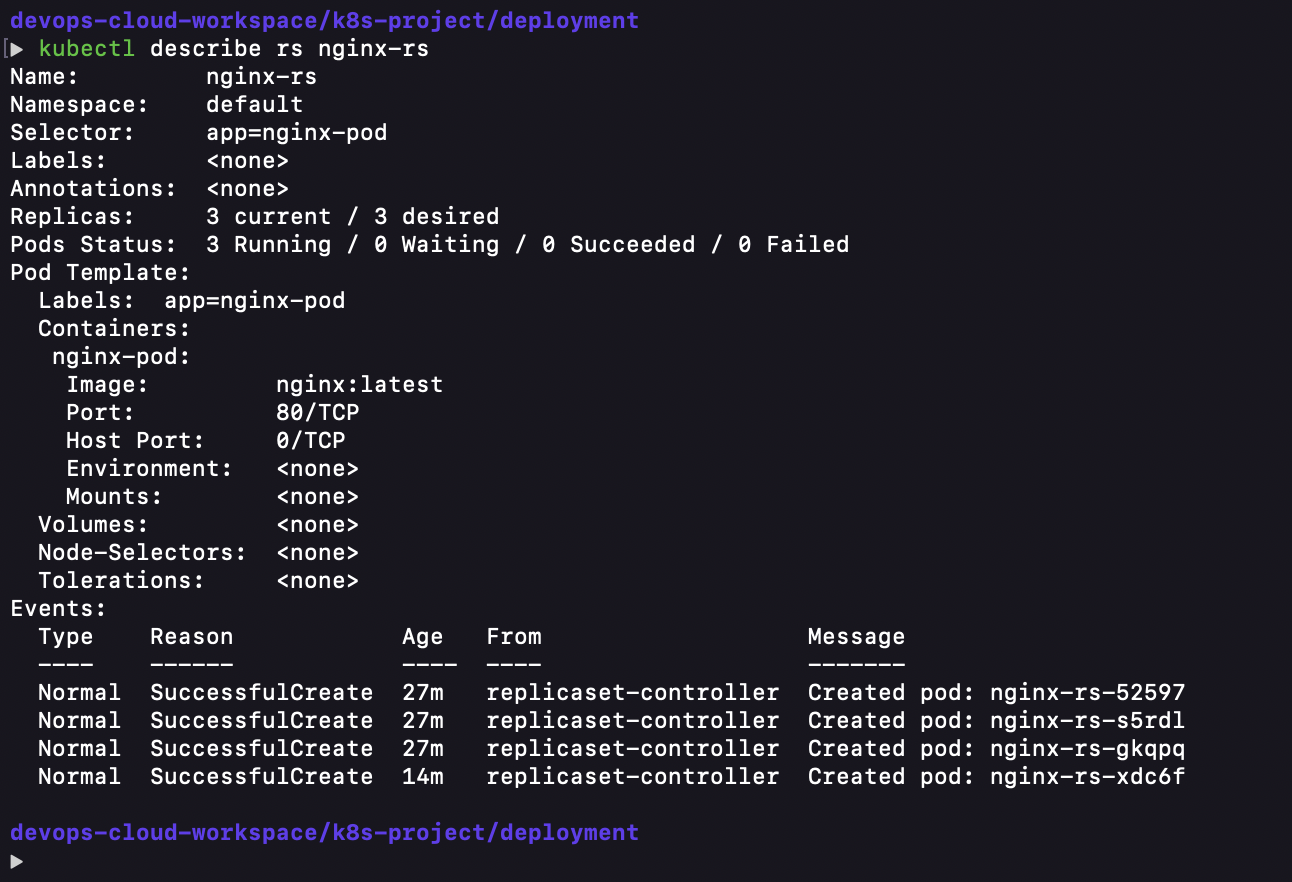 devops-cloud-workspace/k8s-project/deployment
[▶ kubectl describe rs nginx-rs
Name:         nginx-rs
Namespace:    default
Selector:     app=nginx-pod
Labels:       <none>
Annotations:  <none>
Replicas:     3 current / 3 desired
Pods Status:  3 Running / 0 Waiting / 0 Succeeded / 0 Failed
Pod Template:
  Labels:  app=nginx-pod
  Containers:
   nginx-pod:
    Image:         nginx:latest
    Port:          80/TCP
    Host Port:     0/TCP
    Environment:   <none>
    Mounts:        <none>
  Volumes:         <none>
  Node-Selectors:  <none>
  Tolerations:     <none>
Events:
  Type    Reason            Age   From                   Message
  ----    ------            ----  ----                   -------
  Normal  SuccessfulCreate  27m   replicaset-controller  Created pod: nginx-rs-52597
  Normal  SuccessfulCreate  27m   replicaset-controller  Created pod: nginx-rs-s5rdl
  Normal  SuccessfulCreate  27m   replicaset-controller  Created pod: nginx-rs-gkqpq
  Normal  SuccessfulCreate  14m   replicaset-controller  Created pod: nginx-rs-xdc6f
devops-cloud-workspace/k8s-project/deployment
▶